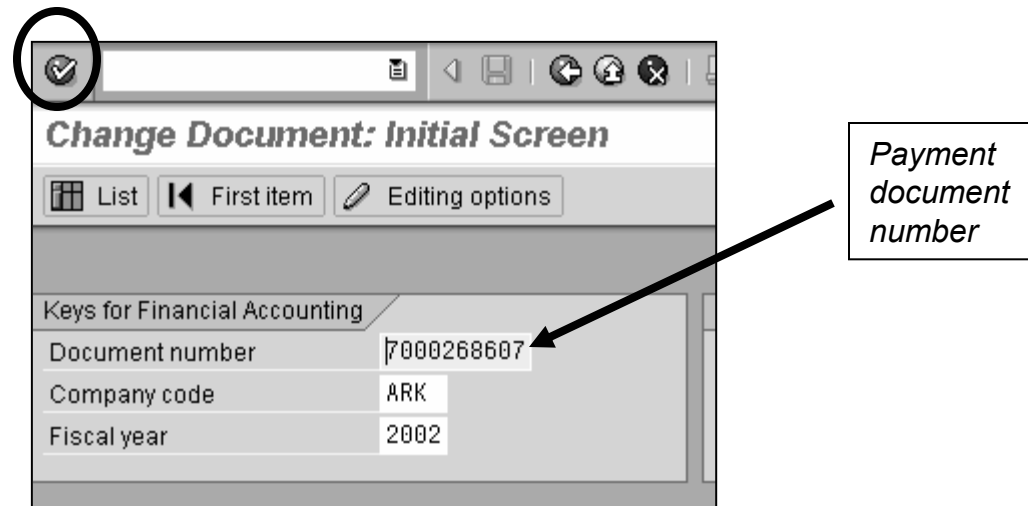 Change Document: Initial Screen
List First item Editing options
Payment
document
number
Keys for Financial Accounting
Document number 7000268607
Company code ARK
Fiscal year 2002